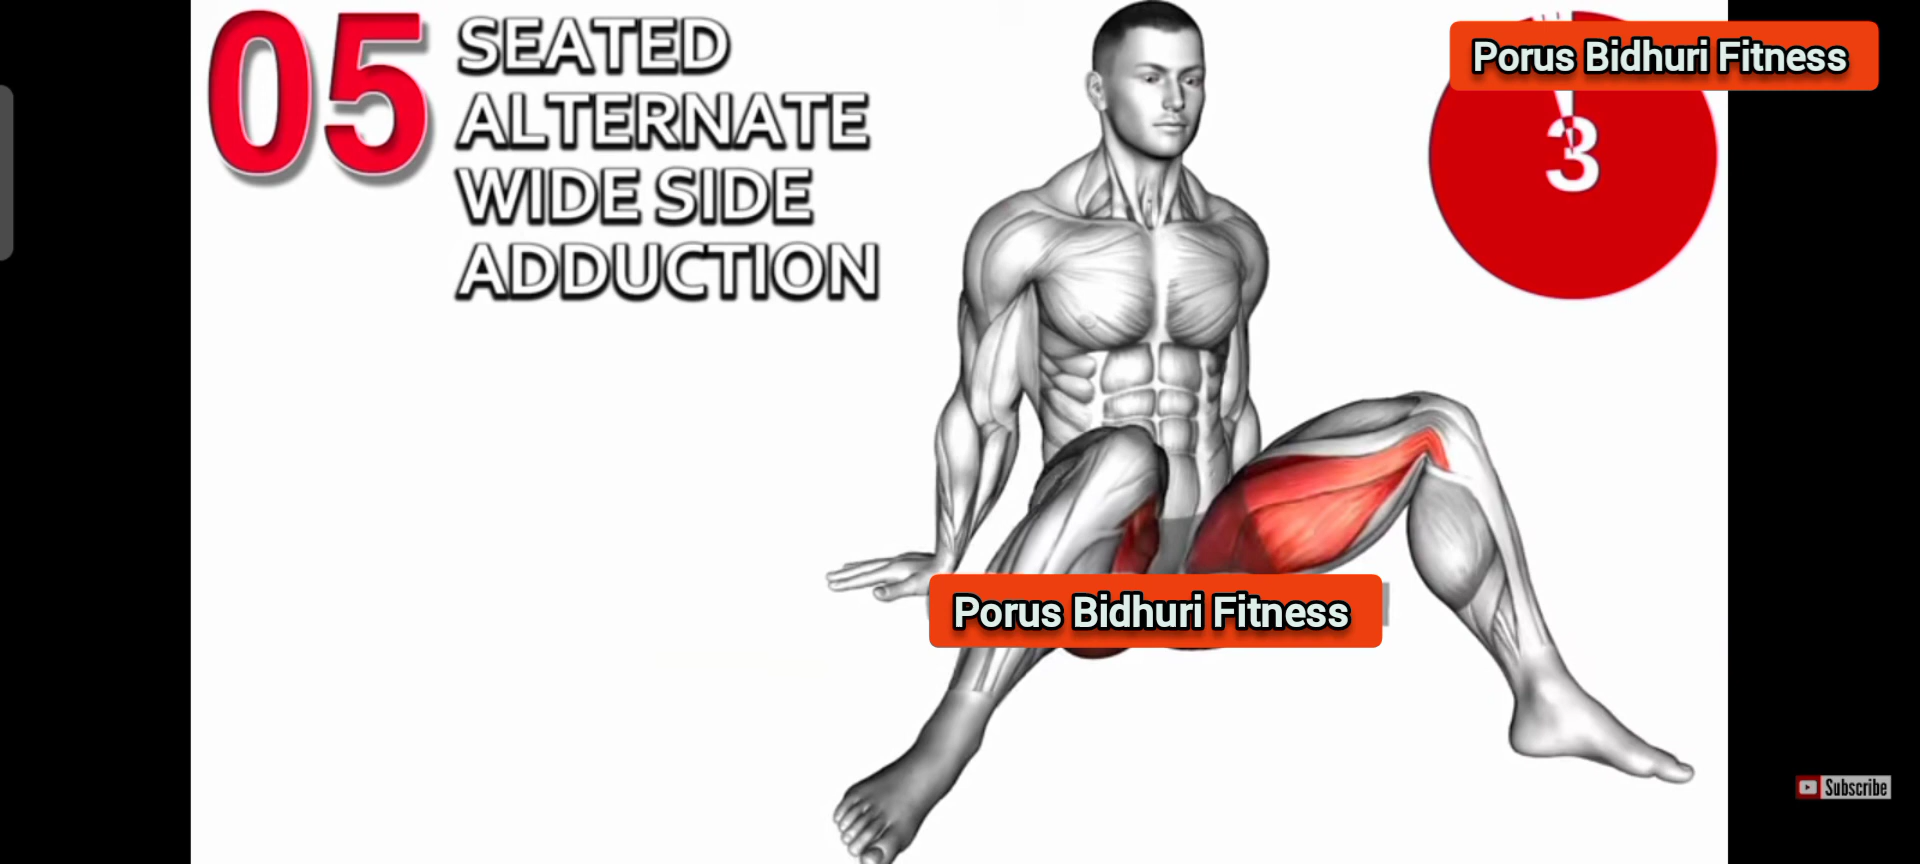 05
SEATED
ALTERNATE
WIDE SIDE
ADDUCTION
Porus Bidhuri Fitness
3
Porus Bidhuri Fitness
Subscribe